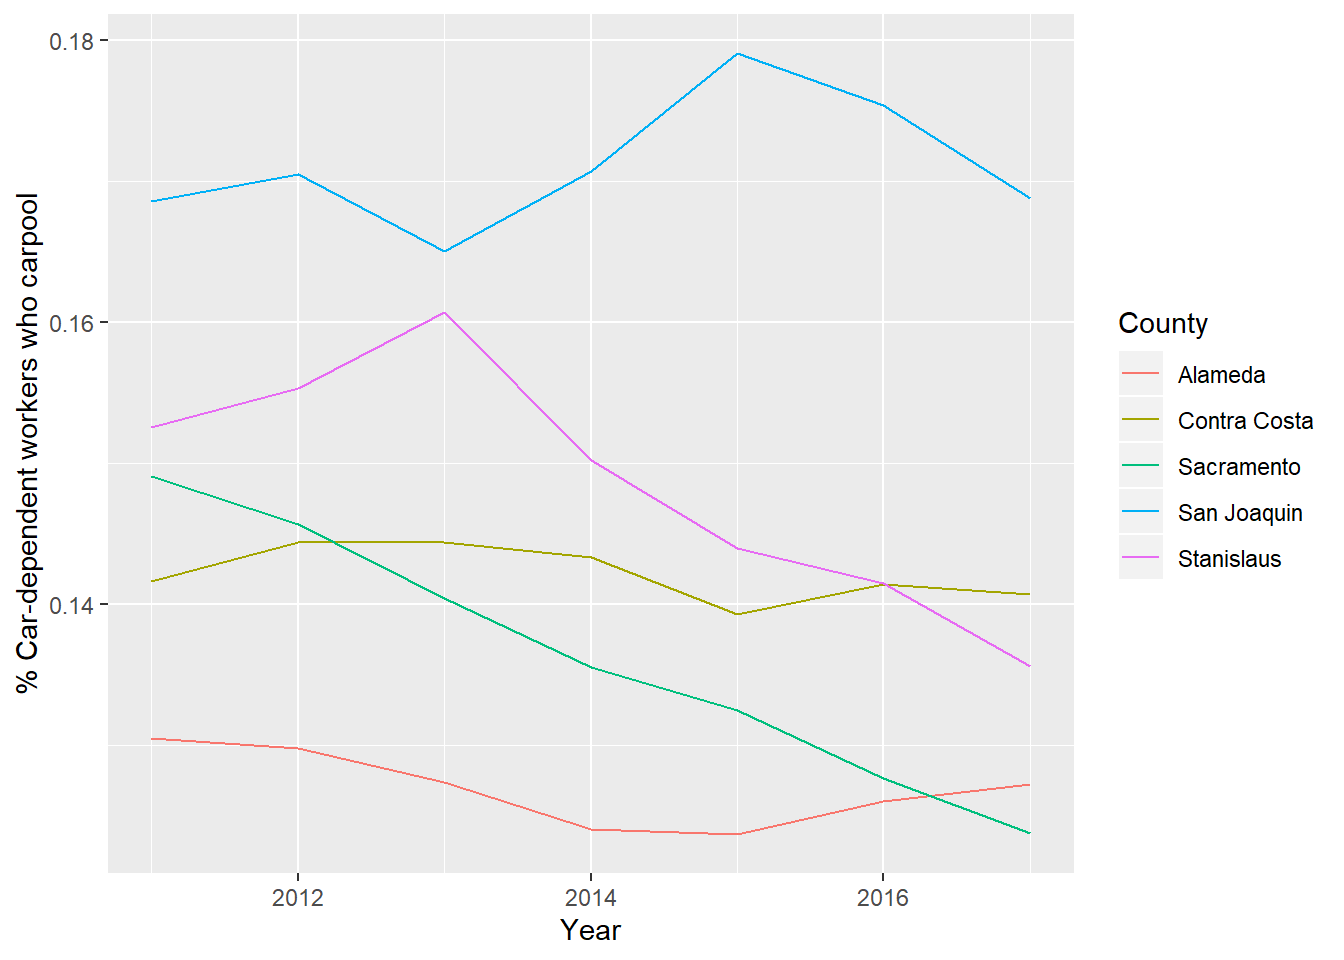 0.18
0.16
0.14
% Car-dependent workers who carpool
2012
2014
2016
Year
County
Alameda
Contra Costa
Sacramento
San Joaquin
Stanislaus